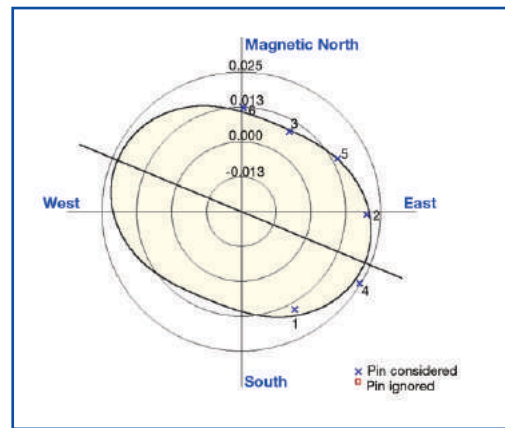 Magnetic North
0.025
0.013
6
3
0.000
5
-0.013
West
East
2
4
1
South
× Pin considered
Pin ignored